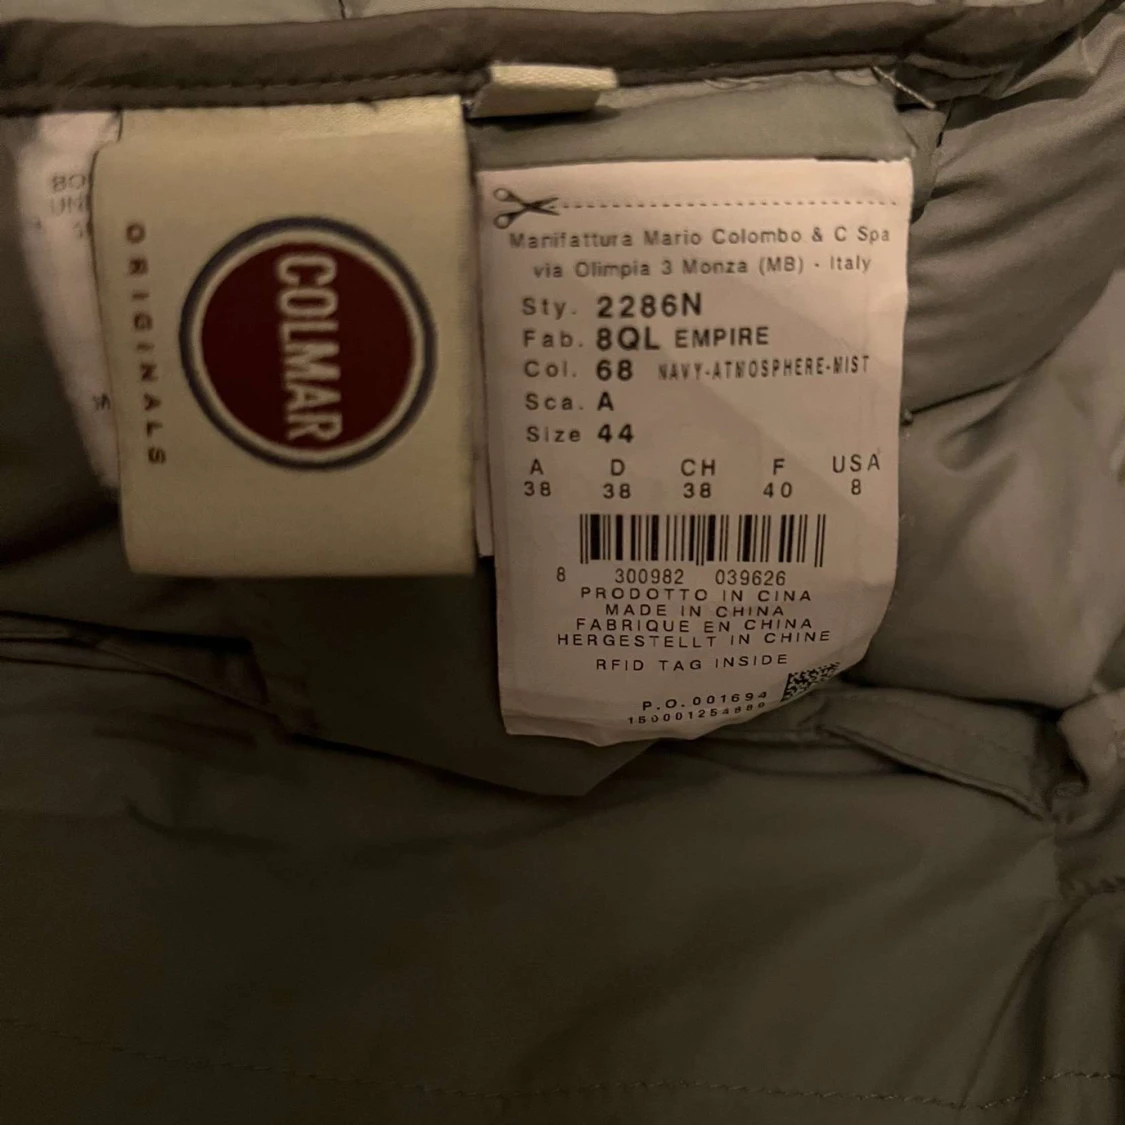 COLMAR
ORIGINALS
Manifattura Mario Colombo & C Spa
via Olimpia 3 Monza (MB) - Italy
Sty. 2286N
Fab. 8QL EMPIRE
Col. 68 NAVY-ATMOSPHERE-MIST
Sca. A
Size 44
A D CH F USA
38 38 38 40 8
8 300982 039626
PRODOTTO IN CINA
MADE IN CHINA
FABRIQUE EN CHINA
HERGESTELLT IN CHINE
RFID TAG INSIDE
P.O.001694